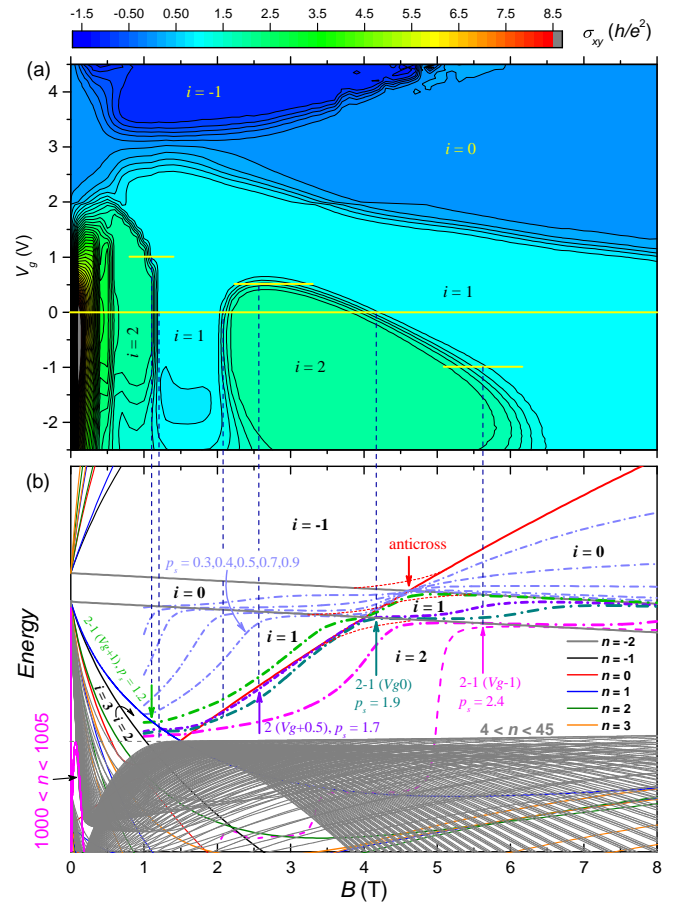 -1.5 -0.50 0.50 1.5 2.5 3.5 4.5 5.5 6.5 7.5 8.5 σxy (h/e²)
(a)
4
3
2
1
0
-1
-2
Vg (V)
i = -1
i = 0
i = 2
i = 1
i = 1
i = 2
(b)
i = -1
anticross
ps = 0.3,0.4,0.5,0.7,0.9
i = 0
i = 0
i = 1
i = 1
i = 2
2-1 (Vg+1), ps = 1.2
i = 3
i = 2
2 (Vg+0.5), ps = 1.7
2-1 (Vg0)
ps = 1.9
2-1 (Vg-1)
ps = 2.4
n = -2
n = -1
n = 0
n = 1
n = 2
n = 3
4 < n < 45
Energy
1000 < n < 1005
0 1 2 3 4 5 6 7 8
B (T)